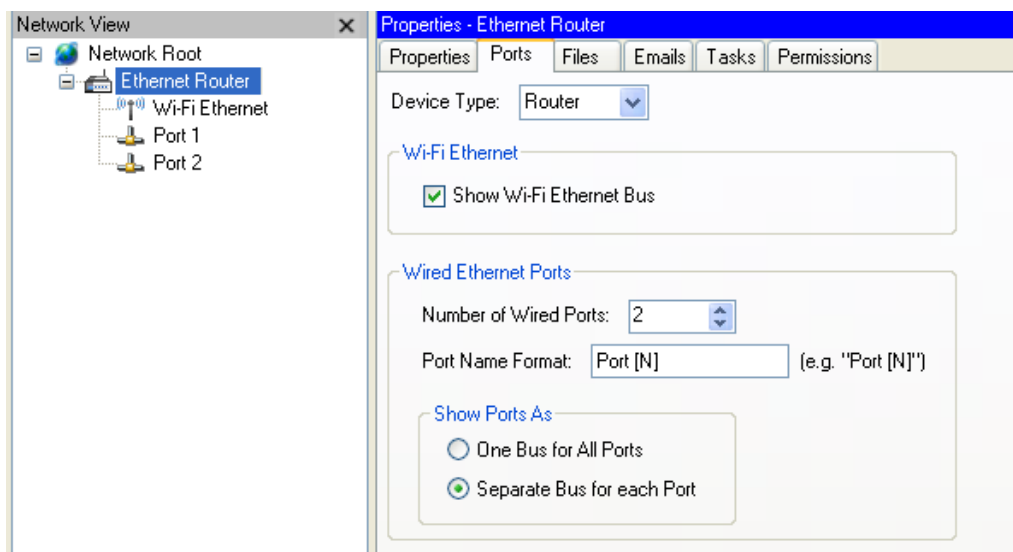 Network View
Network Root
Ethernet Router
Wi-Fi Ethernet
Port 1
Port 2
Properties - Ethernet Router
Properties Ports Files Emails Tasks Permissions
Device Type: Router
Wi-Fi Ethernet
Show Wi-Fi Ethernet Bus
Wired Ethernet Ports
Number of Wired Ports: 2
Port Name Format: Port [N] (e.g. "Port [N]")
Show Ports As
One Bus for All Ports
Separate Bus for each Port